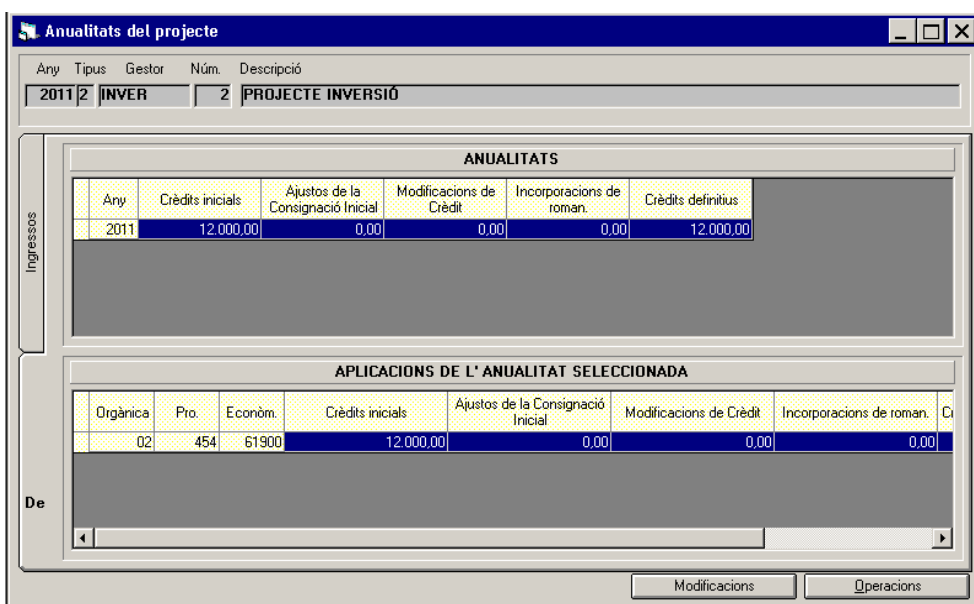 Anualitats del projecte
Any Tipus Gestor Núm. Descripció
2011 2 INVER 2 PROJECTE INVERSIÓ
Ingressos
ANUALITATS
Any Crèdits inicials Ajustos de la Consignació Inicial Modificacions de Crèdit Incorporacions de roman. Crèdits definitius
2011 12.000,00 0,00 0,00 0,00 12.000,00
De
APLICACIONS DE L' ANUALITAT SELECCIONADA
Orgànica Pro. Econòm. Crèdits inicials Ajustos de la Consignació Inicial Modificacions de Crèdit Incorporacions de roman. Cr
02 454 61900 12.000,00 0,00 0,00 0,00
Modificacions Operacions